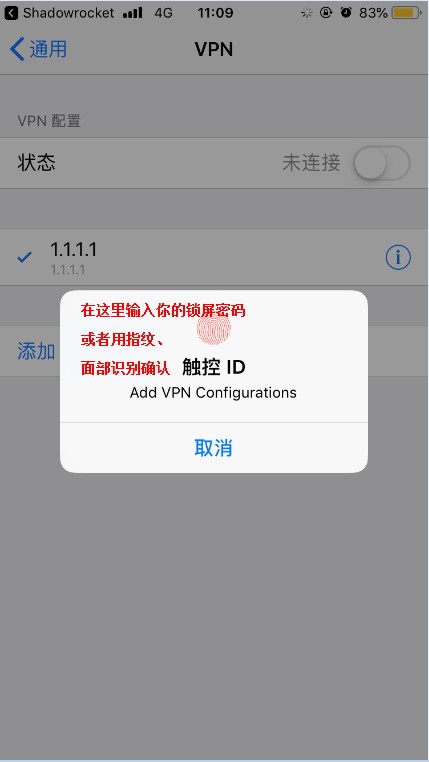 Shadowrocket 4G 11:09 83%
通用 VPN
VPN 配置
状态 未连接
1.1.1.1
1.1.1.1
在这里输入你的锁屏密码
或者用指纹、
添加
面部识别确认 触控 ID
Add VPN Configurations
取消